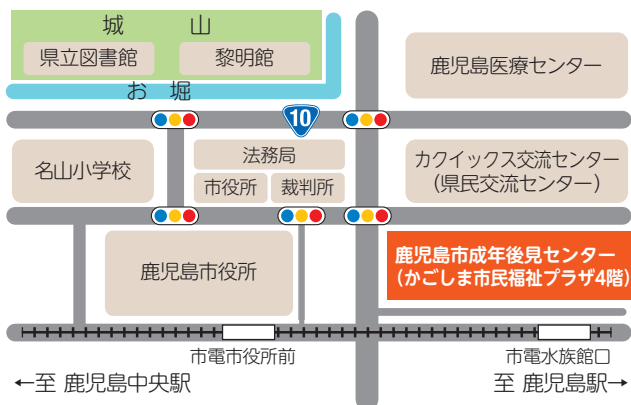 城 山
県立図書館
黎明館
お 堀
鹿児島医療センター
10
名山小学校
法務局
市役所
裁判所
カクイックス交流センター
（県民交流センター）
鹿児島市役所
鹿児島市成年後見センター
（かごしま市民福祉プラザ4階）
市電市役所前
市電水族館口
←至 鹿児島中央駅
至 鹿児島駅→